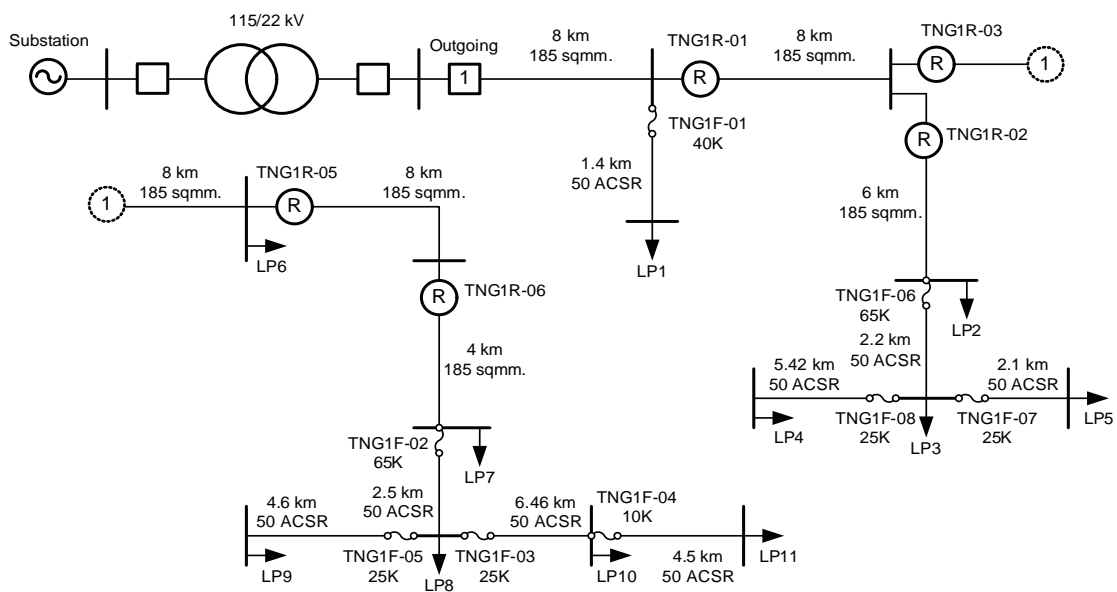 115/22 kV
Substation
Outgoing
1
8 km
185 sqmm.
TNG1R-01
R
8 km
185 sqmm.
TNG1R-03
R
1
TNG1F-01
40K
R
TNG1R-02
1.4 km
50 ACSR
LP1
8 km
185 sqmm.
TNG1R-05
R
8 km
185 sqmm.
1
LP6
R
TNG1R-06
6 km
185 sqmm.
TNG1F-06
65K
LP2
2.2 km
50 ACSR
4 km
185 sqmm.
5.42 km
50 ACSR
2.1 km
50 ACSR
LP4
TNG1F-08
25K
LP3
TNG1F-07
25K
LP5
TNG1F-02
65K
LP7
4.6 km
50 ACSR
2.5 km
50 ACSR
6.46 km
50 ACSR
TNG1F-04
10K
LP9
TNG1F-05
25K
LP8
TNG1F-03
25K
LP10
4.5 km
50 ACSR
LP11